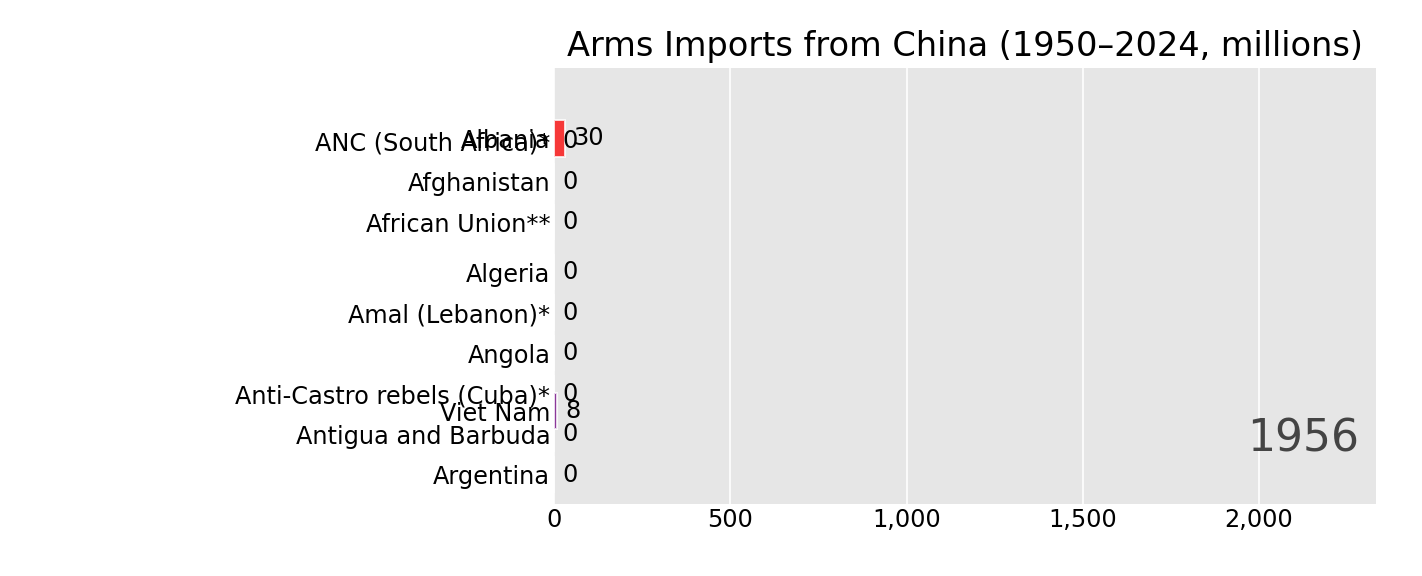 Arms Imports from China (1950–2024, millions)
Albania 30
ANC (South Africa)* 0
Afghanistan 0
African Union** 0
Algeria 0
Amal (Lebanon)* 0
Angola 0
Anti-Castro rebels (Cuba)* 0
Viet Nam 8
Antigua and Barbuda 0
1956
Argentina 0
0 500 1,000 1,500 2,000